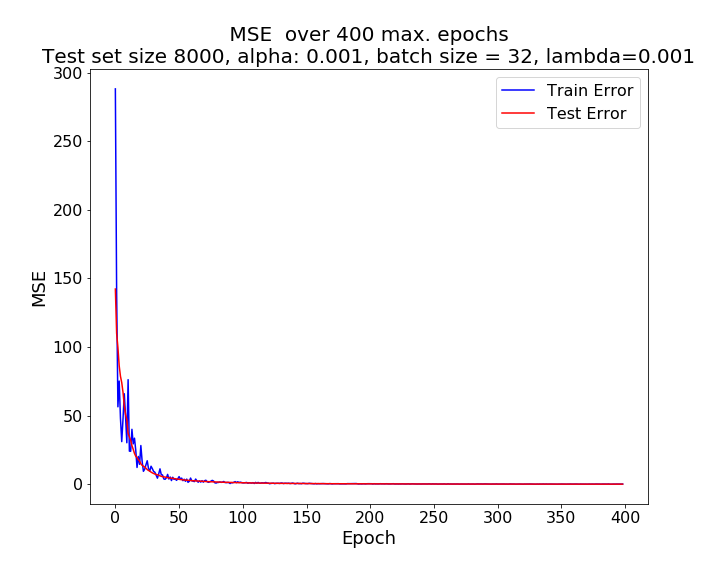 MSE  over 400 max. epochs
Test set size 8000, alpha: 0.001, batch size = 32, lambda=0.001
Train Error
Test Error
MSE
300
250
200
150
100
50
0
0 50 100 150 200 250 300 350 400
Epoch